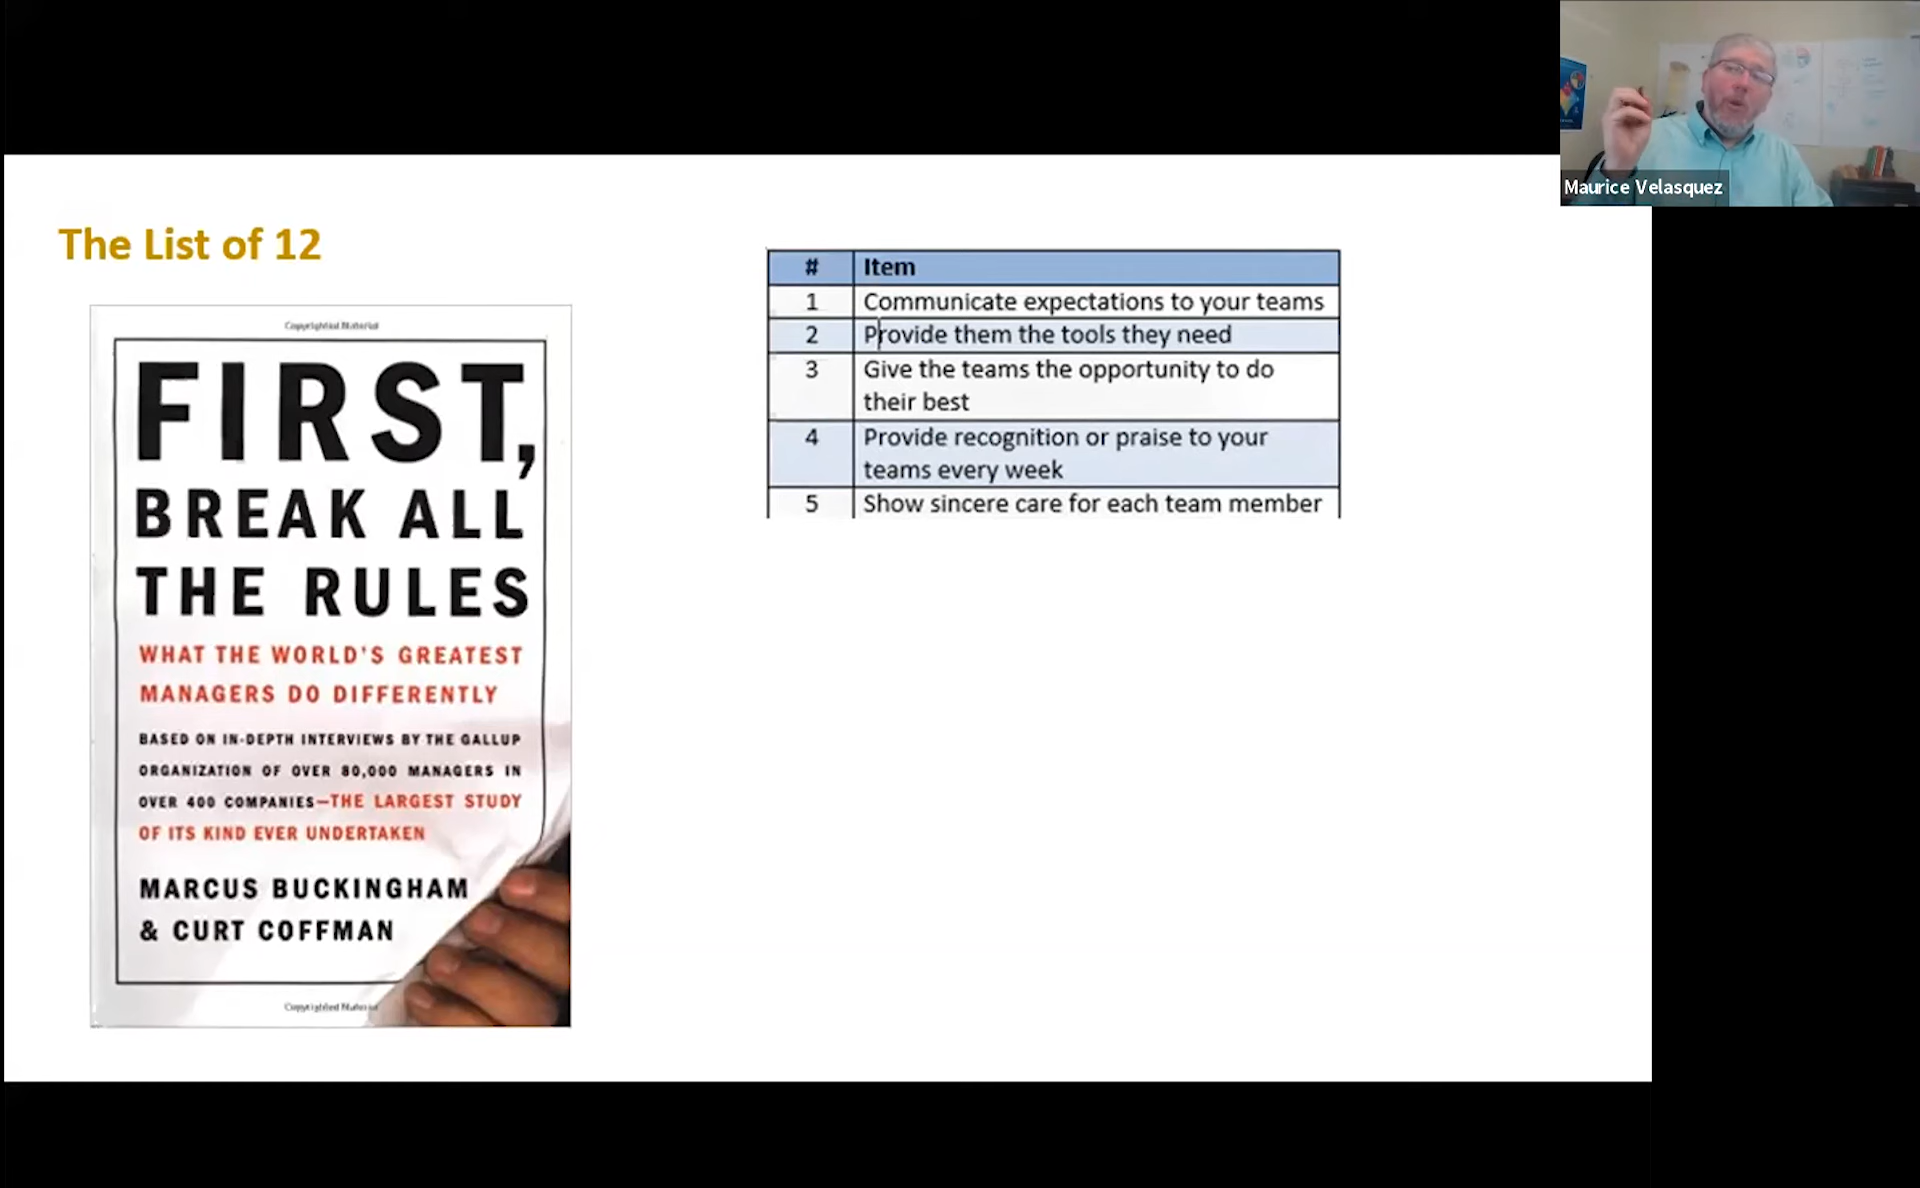 Maurice Velasquez
The List of 12
Copyrighted Material
FIRST,
BREAK ALL
THE RULES
WHAT THE WORLD'S GREATEST
MANAGERS DO DIFFERENTLY
BASED ON IN-DEPTH INTERVIEWS BY THE GALLUP
ORGANIZATION OF OVER 80,000 MANAGERS IN
OVER 400 COMPANIES—THE LARGEST STUDY
OF ITS KIND EVER UNDERTAKEN
MARCUS BUCKINGHAM
& CURT COFFMAN
Copyrighted Material
# Item
1 Communicate expectations to your teams
2 Provide them the tools they need
3 Give the teams the opportunity to do
their best
4 Provide recognition or praise to your
teams every week
5 Show sincere care for each team member